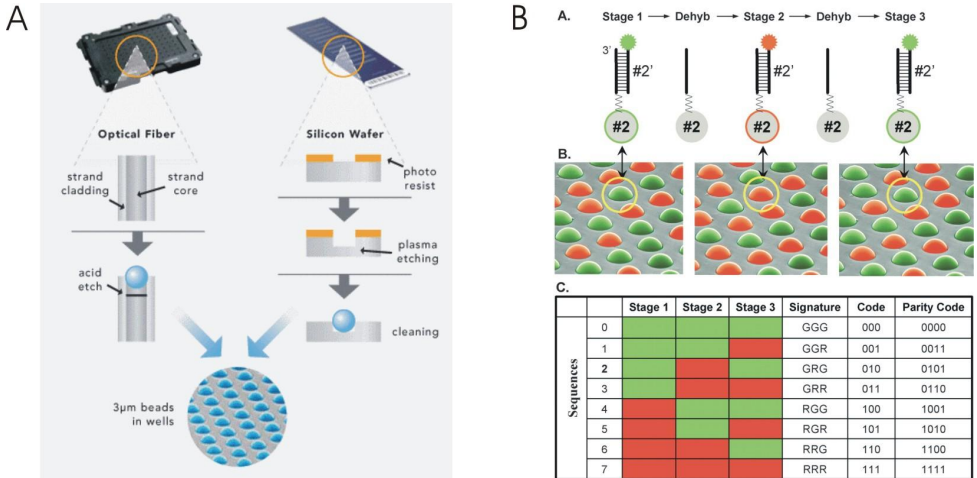 A
Optical Fiber
strand
cladding
strand
core
acid
etch
Silicon Wafer
photo
resist
plasma
etching
cleaning
3µm beads
in wells
B
A. Stage 1 Dehyb Stage 2 Dehyb Stage 3
3’ #2’ #2’ #2’
#2 #2 #2 #2 #2
B.
C.
Stage 1 Stage 2 Stage 3 Signature Code Parity Code
Sequences
0 GGG 000 0000
1 GGR 001 0011
2 GRG 010 0101
3 GRR 011 0110
4 RGG 100 1001
5 RGR 101 1010
6 RRG 110 1100
7 RRR 111 1111